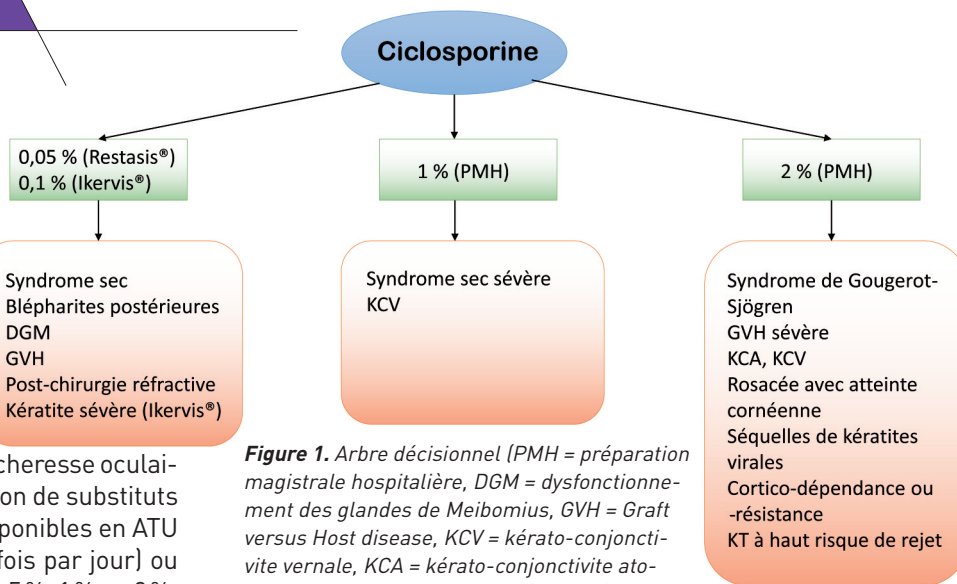 Ciclosporine
0,05 % (Restasis®)
0,1 % (Ikervis®)
1 % (PMH)
2 % (PMH)
Syndrome sec
Blépharites postérieures
DGM
GVH
Post-chirurgie réfractive
Kératite sévère (Ikervis®)
Syndrome sec sévère
KCV
Syndrome de Gougerot-
Sjögren
GVH sévère
KCA, KCV
Rosacée avec atteinte
cornéenne
Séquelles de kératites
virales
Cortico-dépendance ou
-résistance
KT à haut risque de rejet
cheresse oculai-
on de substituts
ponibles en ATU
fois par jour) ou
Figure 1. Arbre décisionnel (PMH = préparation
magistrale hospitalière, DGM = dysfonctionne-
ment des glandes de Meibomius, GVH = Graft
versus Host disease, KCV = kérato-conjoncti-
vite vernale, KCA = kérato-conjonctivite ato-